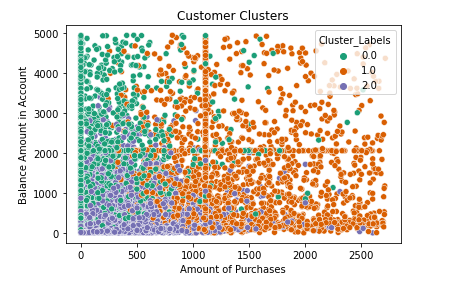 Customer Clusters
Cluster_Labels
0.0
1.0
2.0
5000
4000
3000
2000
1000
0
Balance Amount in Account
0 500 1000 1500 2000 2500
Amount of Purchases